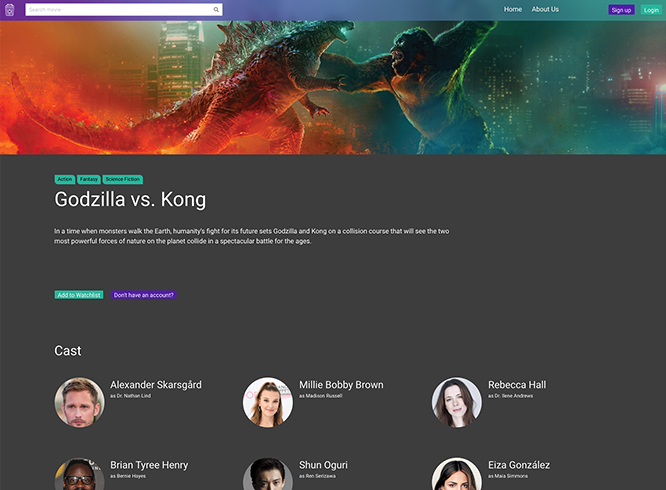 Search movie
Home
About Us
Sign up
Login
Action
Fantasy
Science Fiction
Godzilla vs. Kong
In a time when monsters walk the Earth, humanity's fight for its future sets Godzilla and Kong on a collision course that will see the two
most powerful forces of nature on the planet collide in a spectacular battle for the ages.
Add to Watchlist
Don't have an account?
Cast
Alexander Skarsgård
as Dr. Nathan Lind
Millie Bobby Brown
as Madison Russell
Rebecca Hall
as Dr. Ilene Andrews
Brian Tyree Henry
as Bernie Hayes
Shun Oguri
as Ren Serizawa
Eiza González
as Maia Simmons